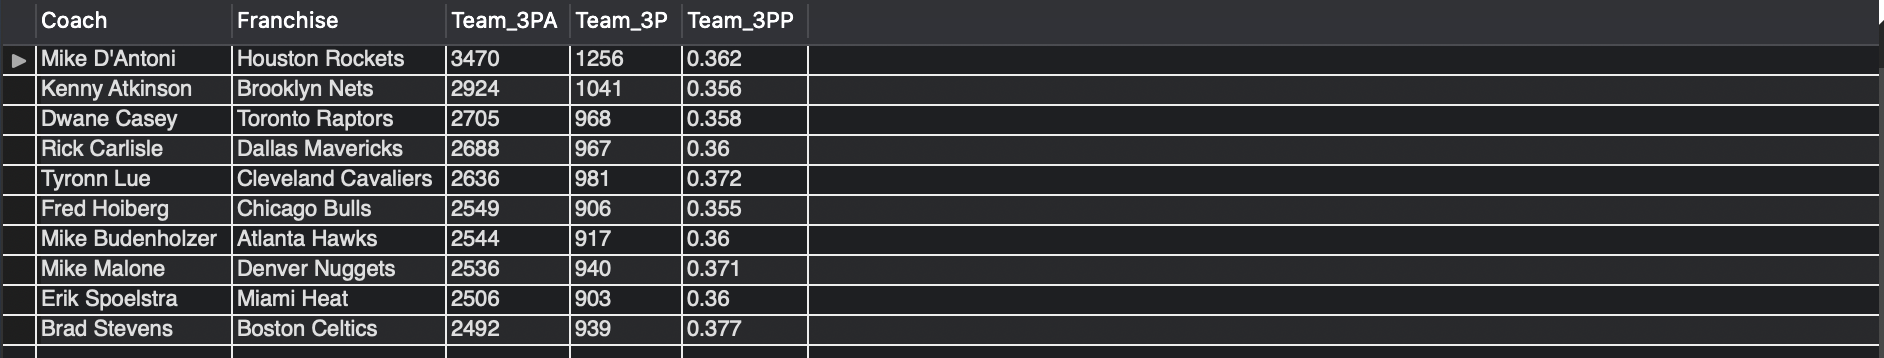 Coach Franchise Team_3PA Team_3P Team_3PP
Mike D'Antoni Houston Rockets 3470 1256 0.362
Kenny Atkinson Brooklyn Nets 2924 1041 0.356
Dwane Casey Toronto Raptors 2705 968 0.358
Rick Carlisle Dallas Mavericks 2688 967 0.36
Tyronn Lue Cleveland Cavaliers 2636 981 0.372
Fred Hoiberg Chicago Bulls 2549 906 0.355
Mike Budenholzer Atlanta Hawks 2544 917 0.36
Mike Malone Denver Nuggets 2536 940 0.371
Erik Spoelstra Miami Heat 2506 903 0.36
Brad Stevens Boston Celtics 2492 939 0.377